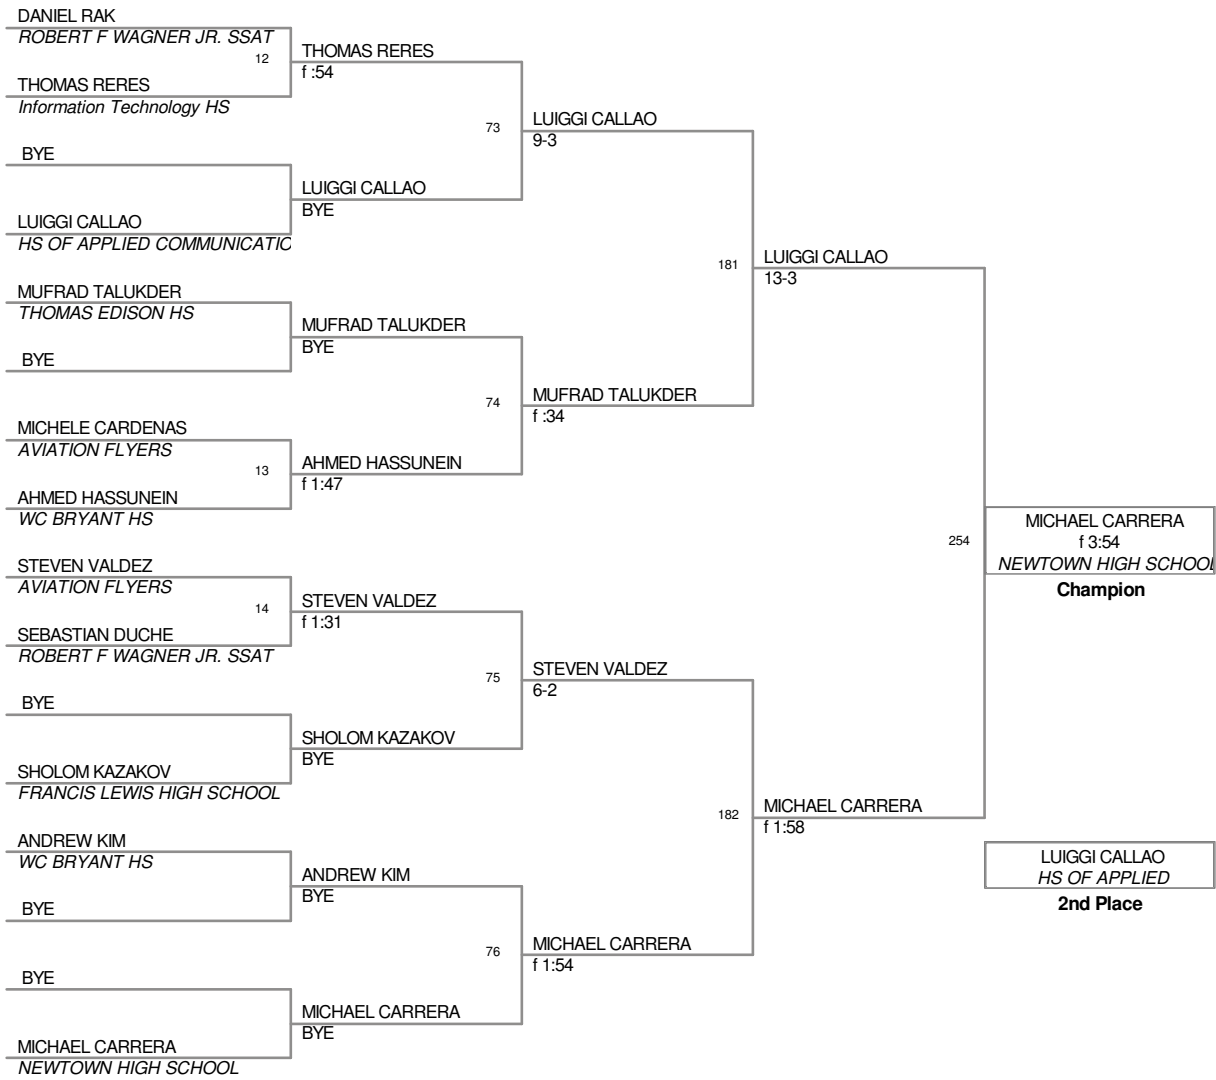 DANIEL RAK
ROBERT F WAGNER JR. SSAT
12
THOMAS RERES
f :54
THOMAS RERES
Information Technology HS
73
LUIGGI CALLAO
9-3
BYE
LUIGGI CALLAO
BYE
LUIGGI CALLAO
HS OF APPLIED COMMUNICATIO
181
LUIGGI CALLAO
13-3
MUFRAD TALUKDER
THOMAS EDISON HS
MUFRAD TALUKDER
BYE
BYE
74
MUFRAD TALUKDER
f :34
MICHELE CARDENAS
AVIATION FLYERS
13
AHMED HASSUNEIN
f 1:47
AHMED HASSUNEIN
WC BRYANT HS
254
MICHAEL CARRERA
f 3:54
NEWTOWN HIGH SCHOOL
Champion
STEVEN VALDEZ
AVIATION FLYERS
14
STEVEN VALDEZ
f 1:31
SEBASTIAN DUCHE
ROBERT F WAGNER JR. SSAT
75
STEVEN VALDEZ
6-2
BYE
SHOLOM KAZAKOV
BYE
SHOLOM KAZAKOV
FRANCIS LEWIS HIGH SCHOOL
182
MICHAEL CARRERA
f 1:58
ANDREW KIM
WC BRYANT HS
ANDREW KIM
BYE
BYE
LUIGGI CALLAO
HS OF APPLIED
2nd Place
76
MICHAEL CARRERA
f 1:54
BYE
MICHAEL CARRERA
BYE
MICHAEL CARRERA
NEWTOWN HIGH SCHOOL